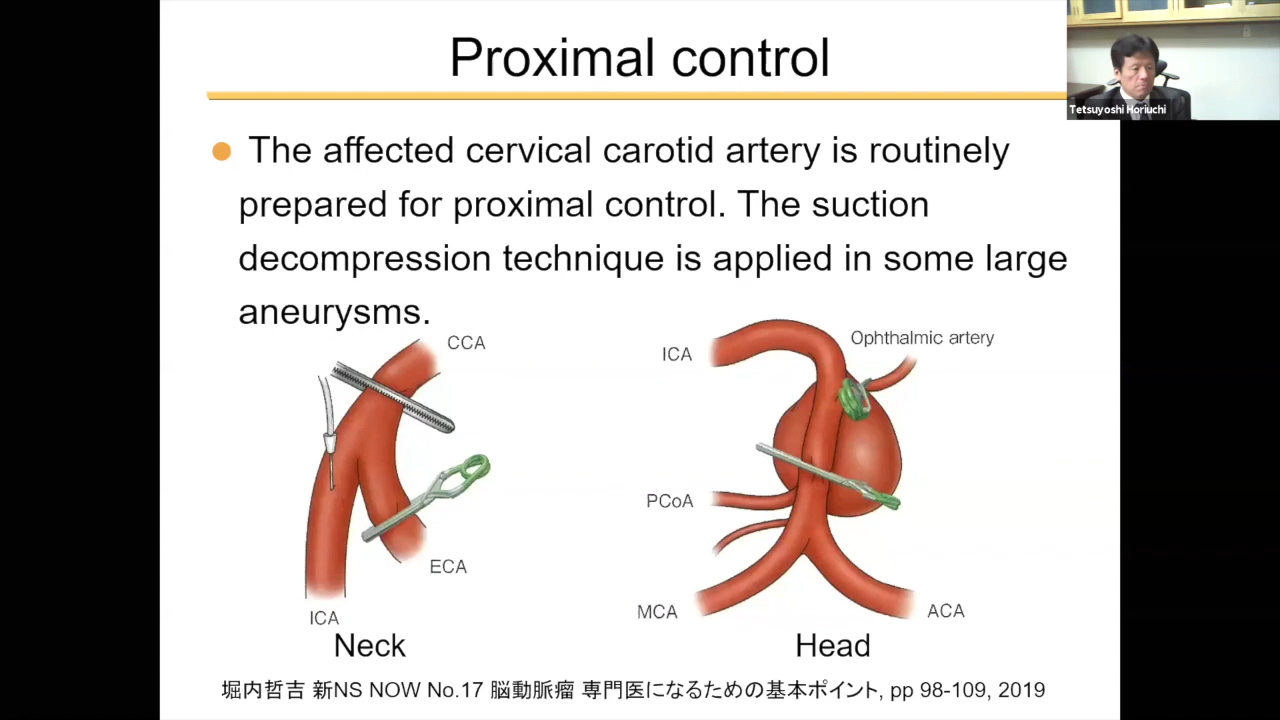 Proximal control
Tetsuyoshi Horiuchi
The affected cervical carotid artery is routinely
prepared for proximal control. The suction
decompression technique is applied in some large
aneurysms.
CCA
ECA
ICA
Neck
ICA
Ophthalmic artery
PCoA
MCA
ACA
Head
堀内哲吉 新NS NOW No.17 脳動脈瘤 専門医になるための基本ポイント, pp 98-109, 2019